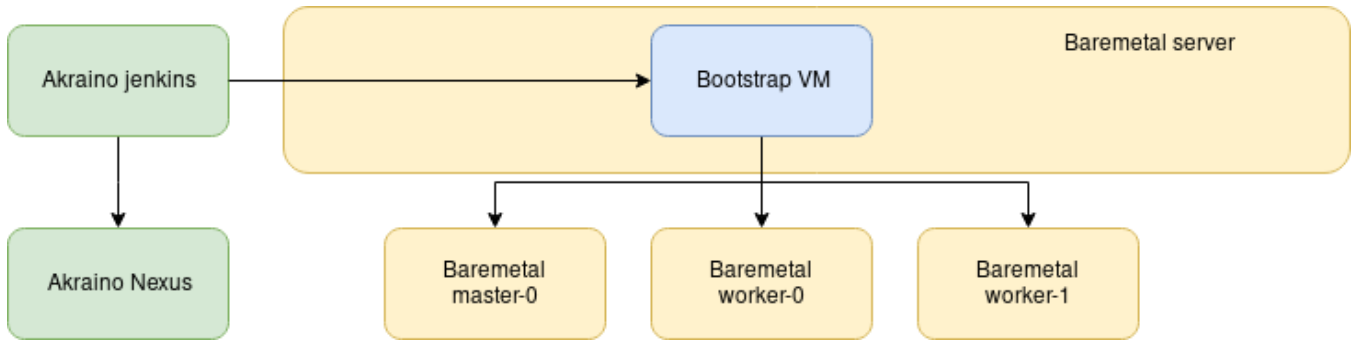 Baremetal server
Akraino jenkins
Bootstrap VM
Akraino Nexus
Baremetal
master-0
Baremetal
worker-0
Baremetal
worker-1